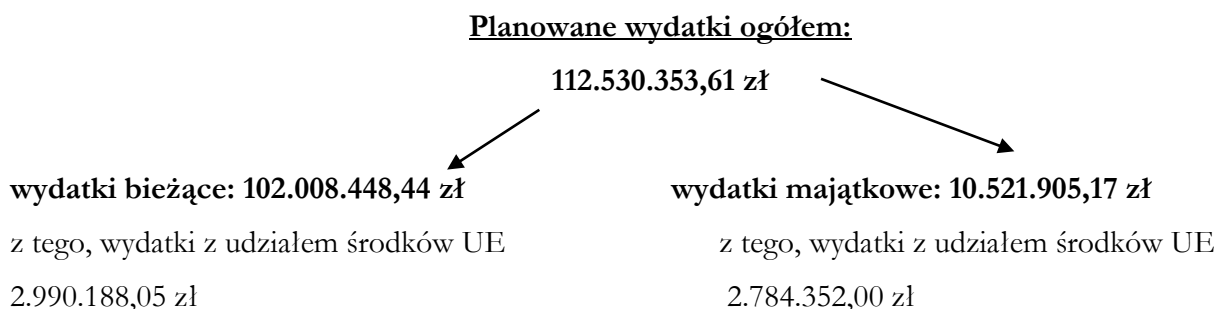 Planowane wydatki ogółem:
112.530.353,61 zł
wydatki bieżące: 102.008.448,44 zł
wydatki majątkowe: 10.521.905,17 zł
z tego, wydatki z udziałem środków UE
z tego, wydatki z udziałem środków UE
2.990.188,05 zł
2.784.352,00 zł